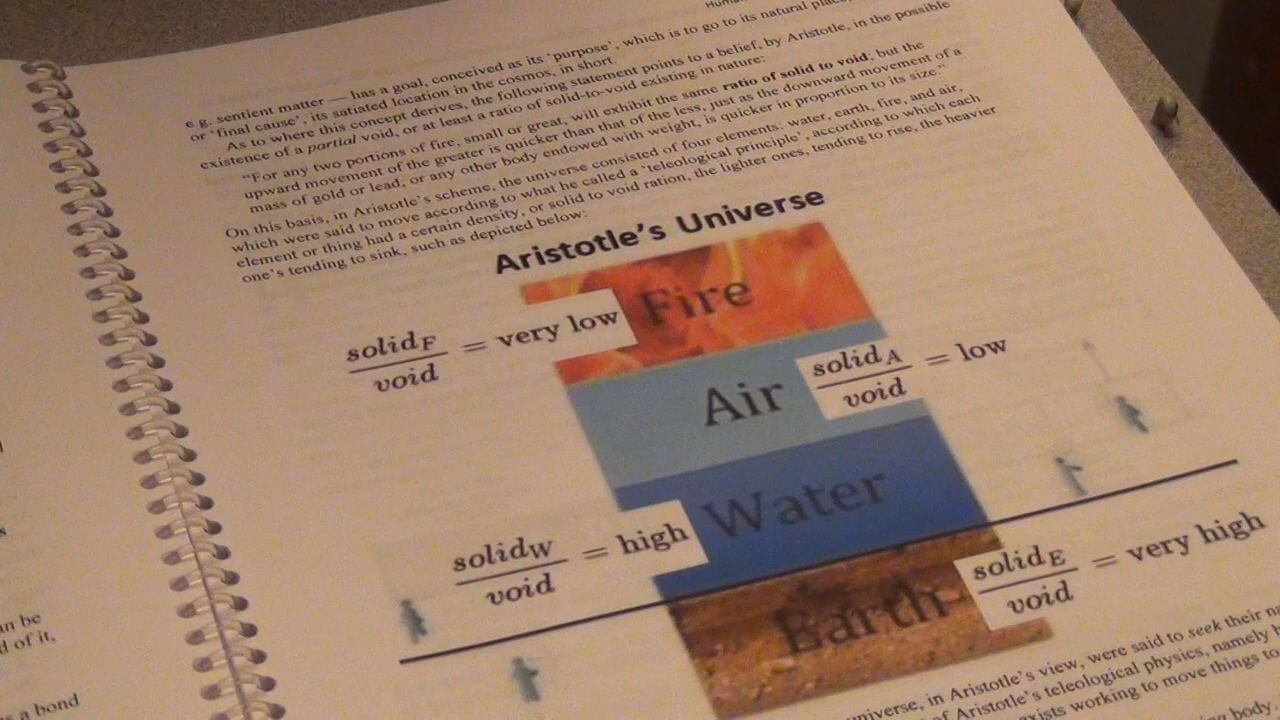 Huma
e.g. sentient matter — has a goal, conceived as its 'purpose', which is to go to its natural place,
or 'final cause', its satiated location in the cosmos, in short.
As to where this concept derives, the following statement points to a belief, by Aristotle, in the possible
existence of a partial void, or at least a ratio of solid-to-void existing in nature:
"For any two portions of fire, small or great, will exhibit the same ratio of solid to void; but the
upward movement of the greater is quicker than that of the less, just as the downward movement of a
mass of gold or lead, or any other body endowed with weight, is quicker in proportion to its size."
On this basis, in Aristotle's scheme, the universe consisted of four elements: water, earth, fire, and air,
which were said to move according to what he called a 'teleological principle', according to which each
element or thing had a certain density, or solid to void ration, the lighter ones, tending to rise, the heavier
one's tending to sink, such as depicted below:
Aristotle's Universe
Fire
solidF / void = very low
Air
solidA / void = low
Water
solidW / void = high
Earth
solidE / void = very high
universe, in Aristotle's view, were said to seek their
of Aristotle's teleological physics, namely
exists working to move things to
body
n be
d of it,
s a bond